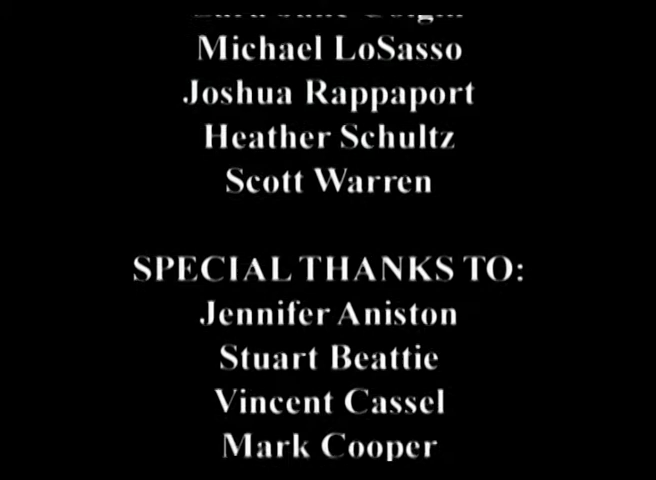 Michael LoSasso
Joshua Rappaport
Heather Schultz
Scott Warren
SPECIAL THANKS TO:
Jennifer Aniston
Stuart Beattie
Vincent Cassel
Mark Cooper